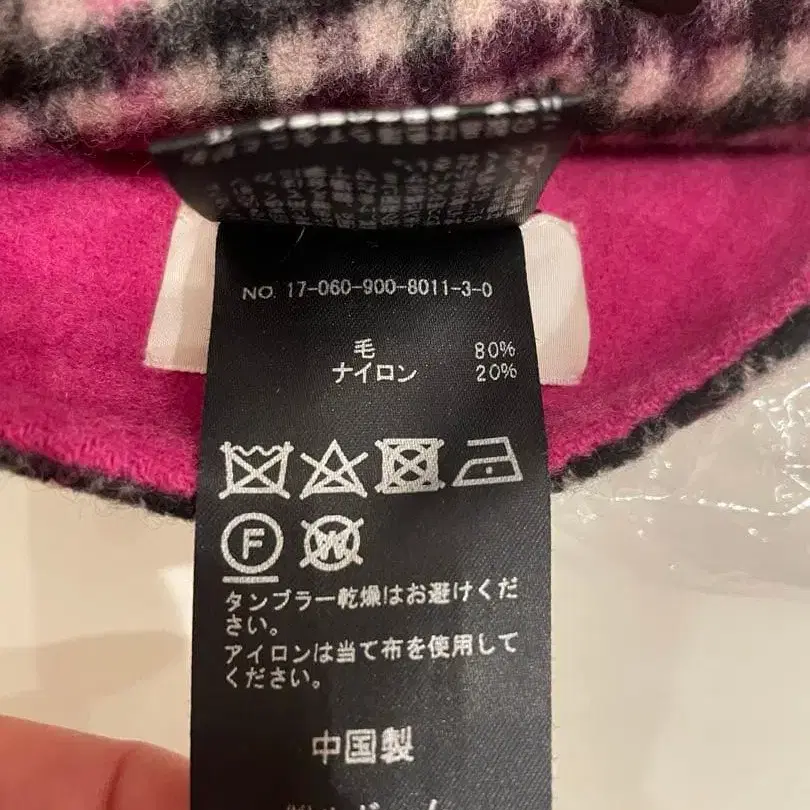 NO. 17-060-900-8011-3-0
毛 80%
ナイロン 20%
F
W
タンブラー乾燥はお避けくだ
さい。
アイロンは当て布を使用して
ください。
中国製